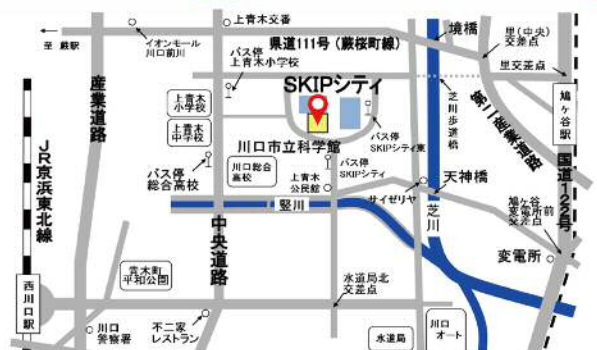 上青木交番
至 蕨駅
イオンモール
川口前川
県道111号(蕨桜町線)
境橋
里(中央)
交差点
里交差点
バス停
上青木小学校
SKIPシティ
産業道路
上青木
小学校
上青木
中学校
芝川歩道橋
第二産業道路
鳩ヶ谷駅
バス停
SKIPシティ東
川口市立科学館
JR京浜東北線
バス停
総合高校
川口総合
高校
バス停
SKIPシティ
上青木
公民館
天神橋
サイゼリヤ
国道122号
竪川
中央道路
芝川
鳩ヶ谷
変電所前
交差点
変電所
青木町
平和公園
西川口駅
水道局北
交差点
川口
警察署
不二家
レストラン
水道局
川口
オート